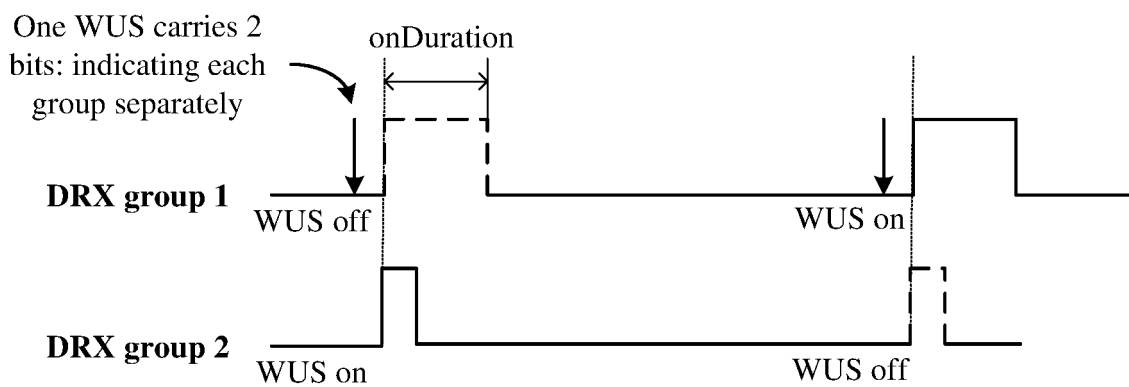 One WUS carries 2
bits: indicating each
group separately
onDuration
DRX group 1
WUS off
WUS on
DRX group 2
WUS on
WUS off